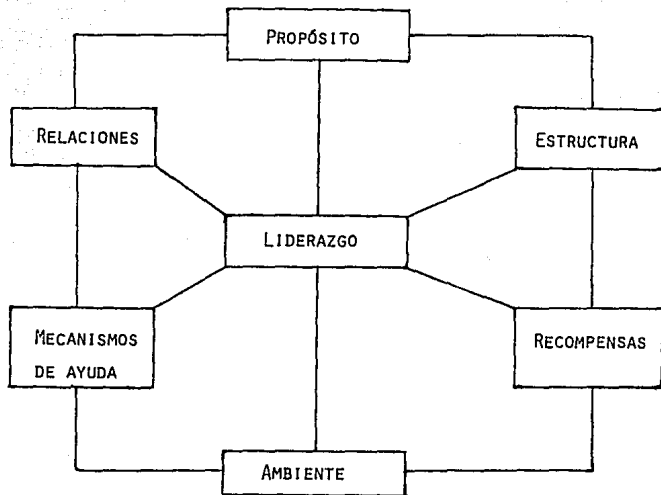 PROPÓSITO
RELACIONES
ESTRUCTURA
LIDERAZGO
MECANISMOS
DE AYUDA
RECOMPENSAS
AMBIENTE